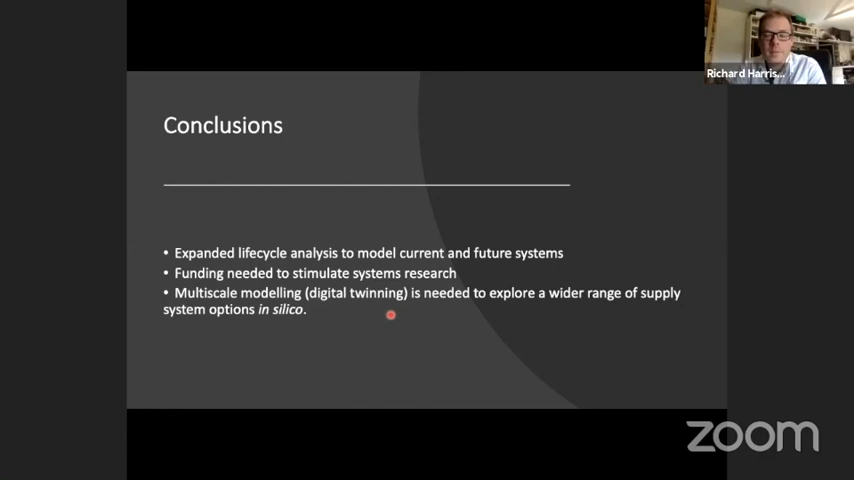 Richard Harris...
Conclusions
• Expanded lifecycle analysis to model current and future systems
• Funding needed to stimulate systems research
• Multiscale modelling (digital twinning) is needed to explore a wider range of supply
system options in silico.
zoom